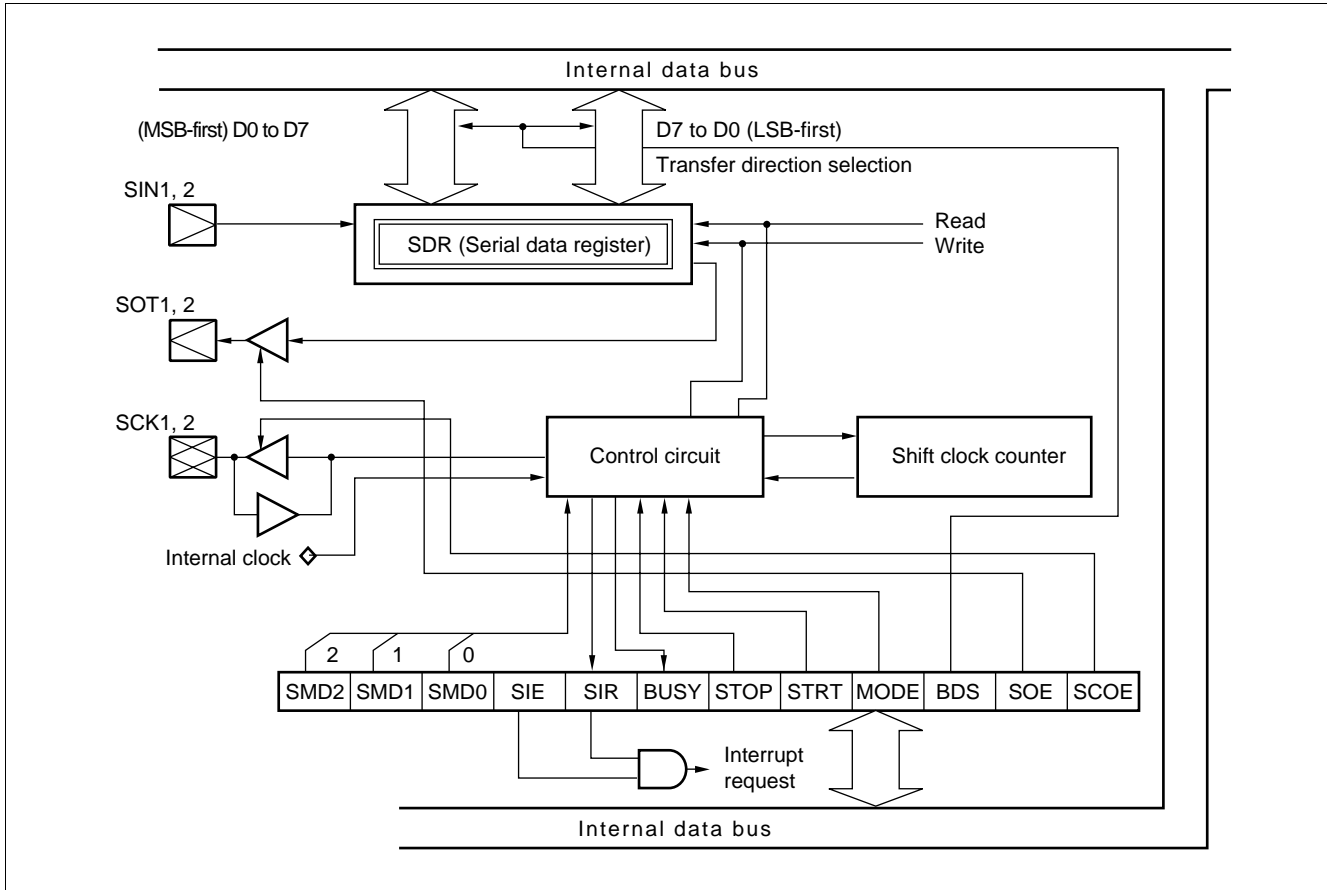 Internal data bus
(MSB-first) D0 to D7
D7 to D0 (LSB-first)
Transfer direction selection
SIN1, 2
Read
SDR (Serial data register)
Write
SOT1, 2
SCK1, 2
Control circuit
Shift clock counter
Internal clock
2 1 0
SMD2 SMD1 SMD0 SIE SIR BUSY STOP STRT MODE BDS SOE SCOE
Interrupt
request
Internal data bus